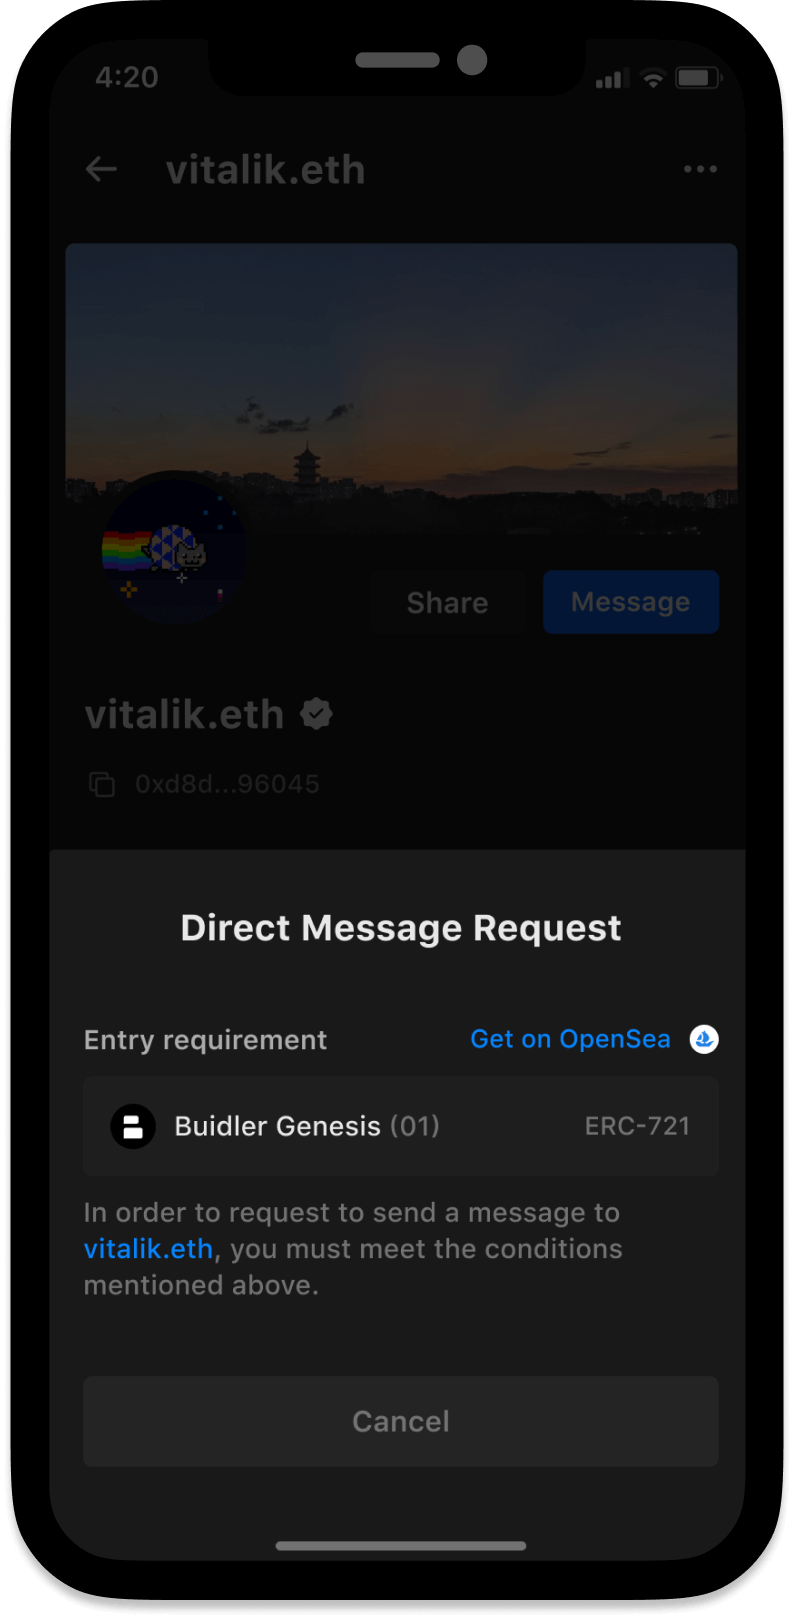 4:20
vitalik.eth
Share
Message
vitalik.eth
0xd8d...96045
Direct Message Request
Entry requirement
Get on OpenSea
Buidler Genesis (01)
ERC-721
In order to request to send a message to
vitalik.eth, you must meet the conditions
mentioned above.
Cancel